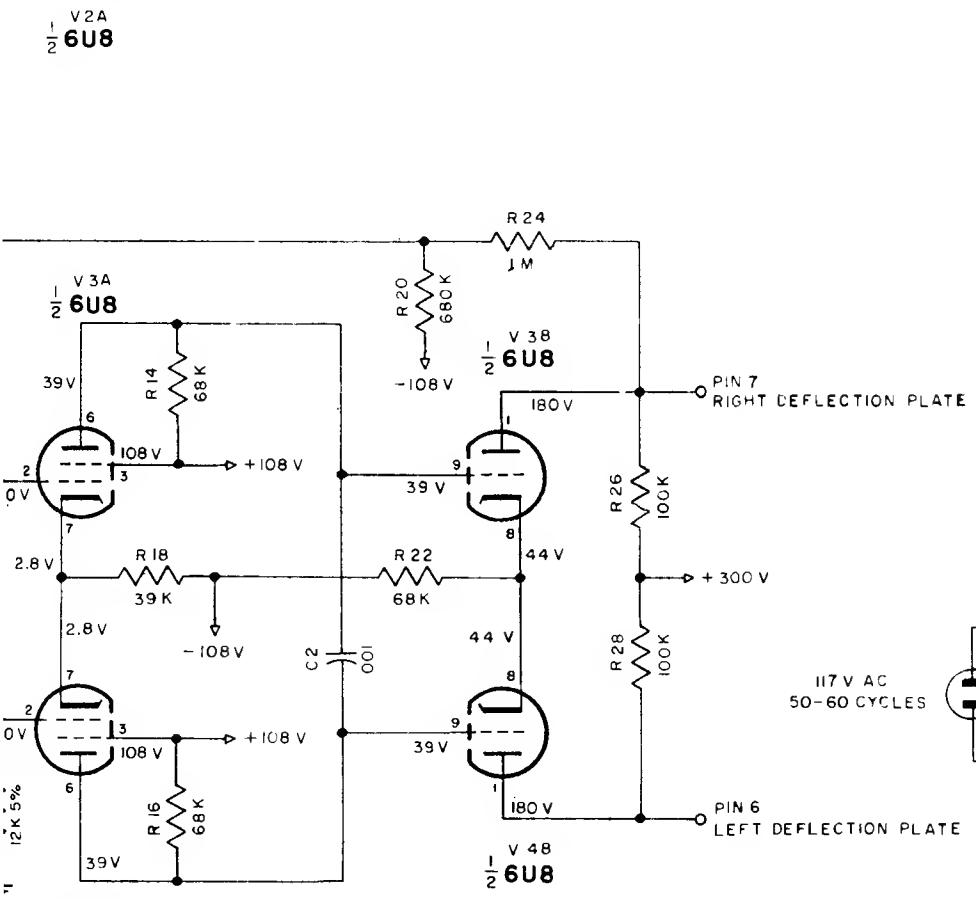 V2A
1/2 6U8
R24
1M
V3A
1/2 6U8
R20
680K
-108V
39V
R14
68K
V3B
1/2 6U8
PIN 7
RIGHT DEFLECTION PLATE
180V
1
6
108V
+108V
2
3
0V
9
39V
R26
100K
7
8
2.8V
R18
39K
R22
68K
44V
+300V
-108V
2.8V
C2
001
44V
R28
100K
117V AC
50-60 CYCLES
7
8
2
3
0V
108V
+108V
9
39V
6
1
12K 5%
R16
68K
180V
PIN 6
LEFT DEFLECTION PLATE
39V
V4B
1/2 6U8